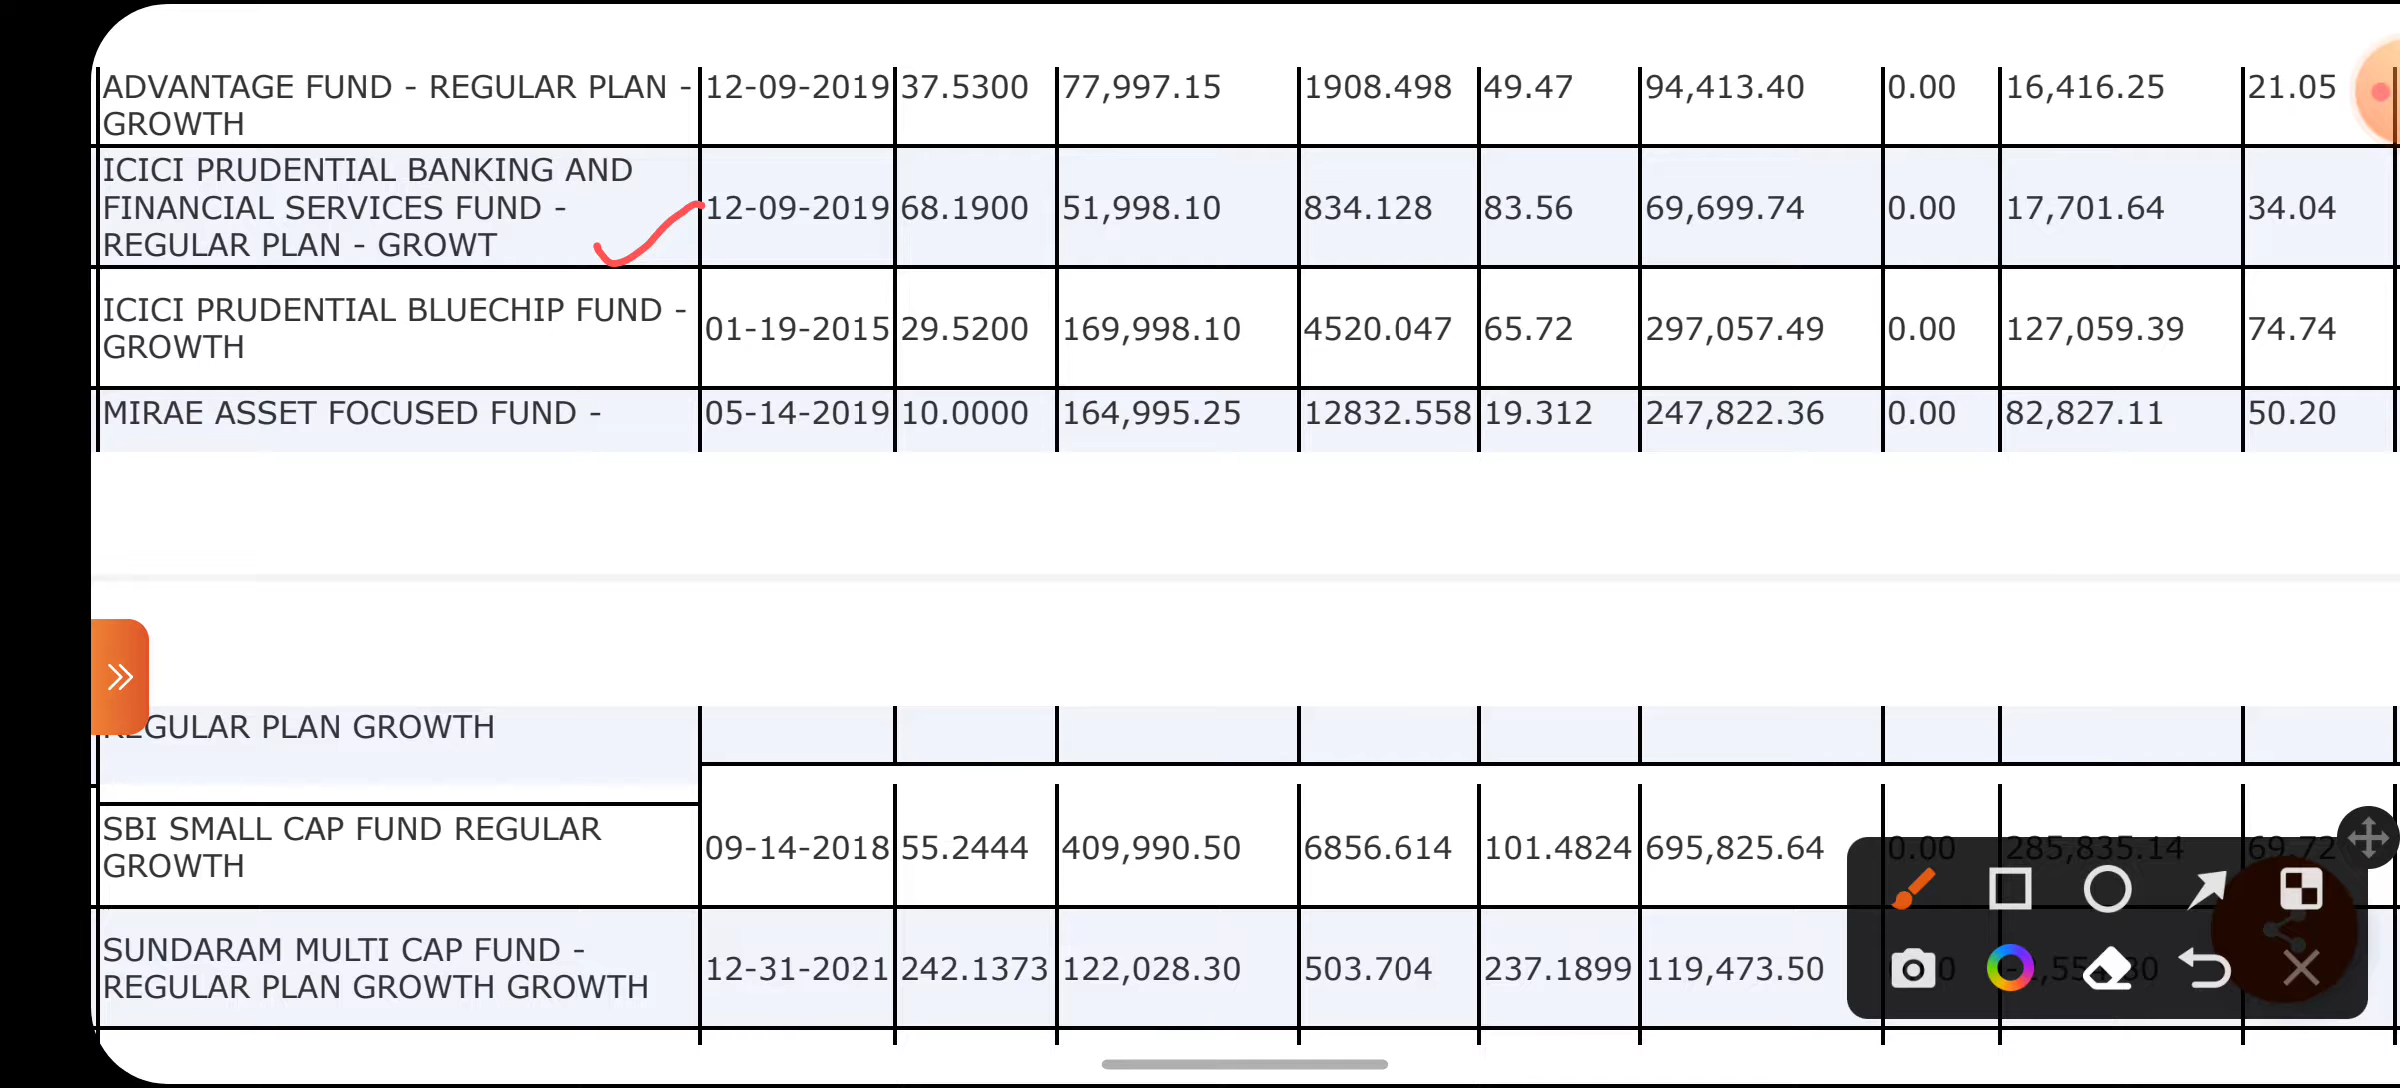 ADVANTAGE FUND - REGULAR PLAN - GROWTH 12-09-2019 37.5300 77,997.15 1908.498 49.47 94,413.40 0.00 16,416.25 21.05
ICICI PRUDENTIAL BANKING AND
FINANCIAL SERVICES FUND - 12-09-2019 68.1900 51,998.10 834.128 83.56 69,699.74 0.00 17,701.64 34.04
REGULAR PLAN - GROWT
ICICI PRUDENTIAL BLUECHIP FUND -
GROWTH 01-19-2015 29.5200 169,998.10 4520.047 65.72 297,057.49 0.00 127,059.39 74.74
MIRAE ASSET FOCUSED FUND - 05-14-2019 10.0000 164,995.25 12832.558 19.312 247,822.36 0.00 82,827.11 50.20
REGULAR PLAN GROWTH
SBI SMALL CAP FUND REGULAR
GROWTH 09-14-2018 55.2444 409,990.50 6856.614 101.4824 695,825.64 0.00 285,835.14 69.72
SUNDARAM MULTI CAP FUND -
REGULAR PLAN GROWTH GROWTH 12-31-2021 242.1373 122,028.30 503.704 237.1899 119,473.50